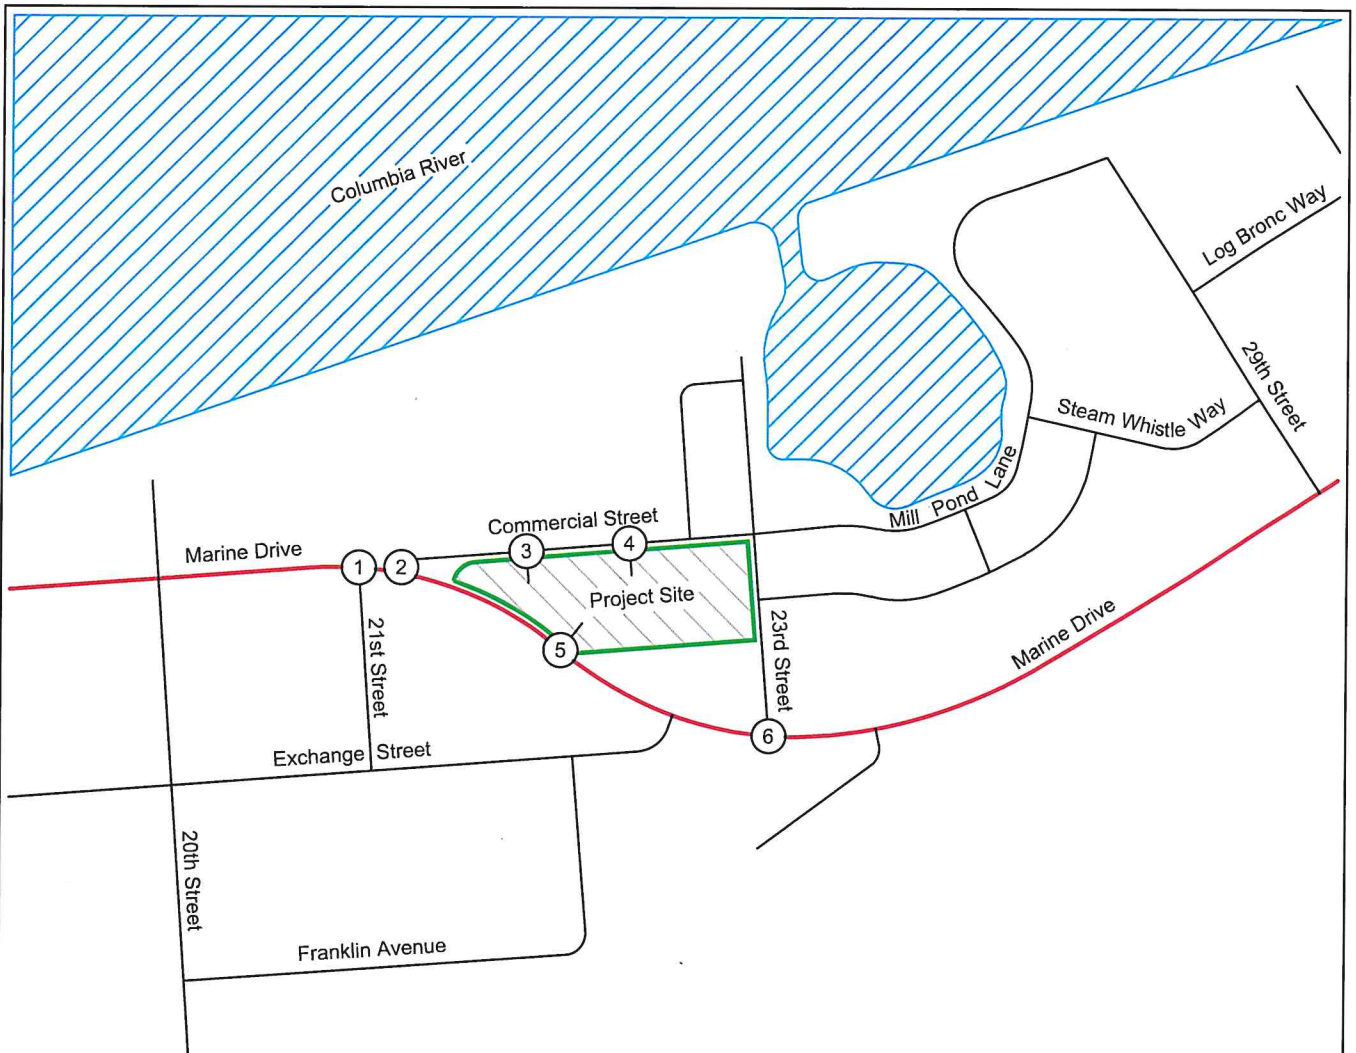 Columbia River
Log Bronc Way
29th Street
Steam Whistle Way
Mill Pond Lane
Commercial Street
Marine Drive
1
2
3
4
Project Site
5
21st Street
23rd Street
Marine Drive
6
Exchange Street
20th Street
Franklin Avenue